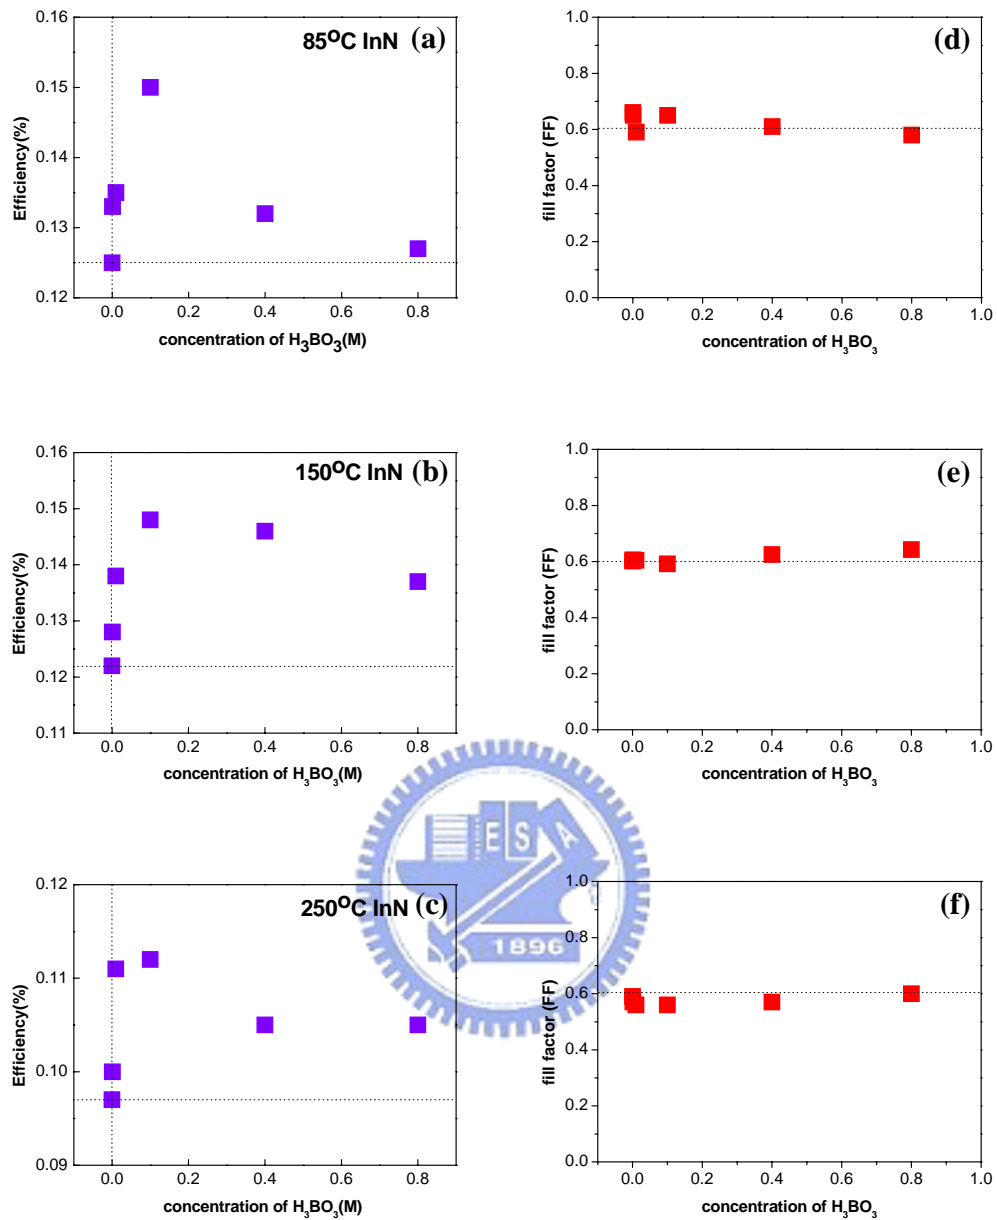 85°C InN (a)
0.16
0.15
0.14
0.13
0.12
Efficiency(%)
0.0 0.2 0.4 0.6 0.8
concentration of H₃BO₃(M)
(d)
1.0
0.8
0.6
0.4
0.2
0.0
fill factor (FF)
0.0 0.2 0.4 0.6 0.8 1.0
concentration of H₃BO₃
150°C InN (b)
0.16
0.15
0.14
0.13
0.12
0.11
Efficiency(%)
0.0 0.2 0.4 0.6 0.8
concentration of H₃BO₃(M)
(e)
1.0
0.8
0.6
0.4
0.2
0.0
fill factor (FF)
0.0 0.2 0.4 0.6 0.8 1.0
concentration of H₃BO₃
250°C InN (c)
0.12
0.11
0.10
0.09
Efficiency(%)
0.0 0.2 0.4 0.6 0.8
concentration of H₃BO₃(M)
ESA
1896
(f)
1.0
0.8
0.6
0.4
0.2
0.0
fill factor (FF)
0.0 0.2 0.4 0.6 0.8 1.0
concentration of H₃BO₃